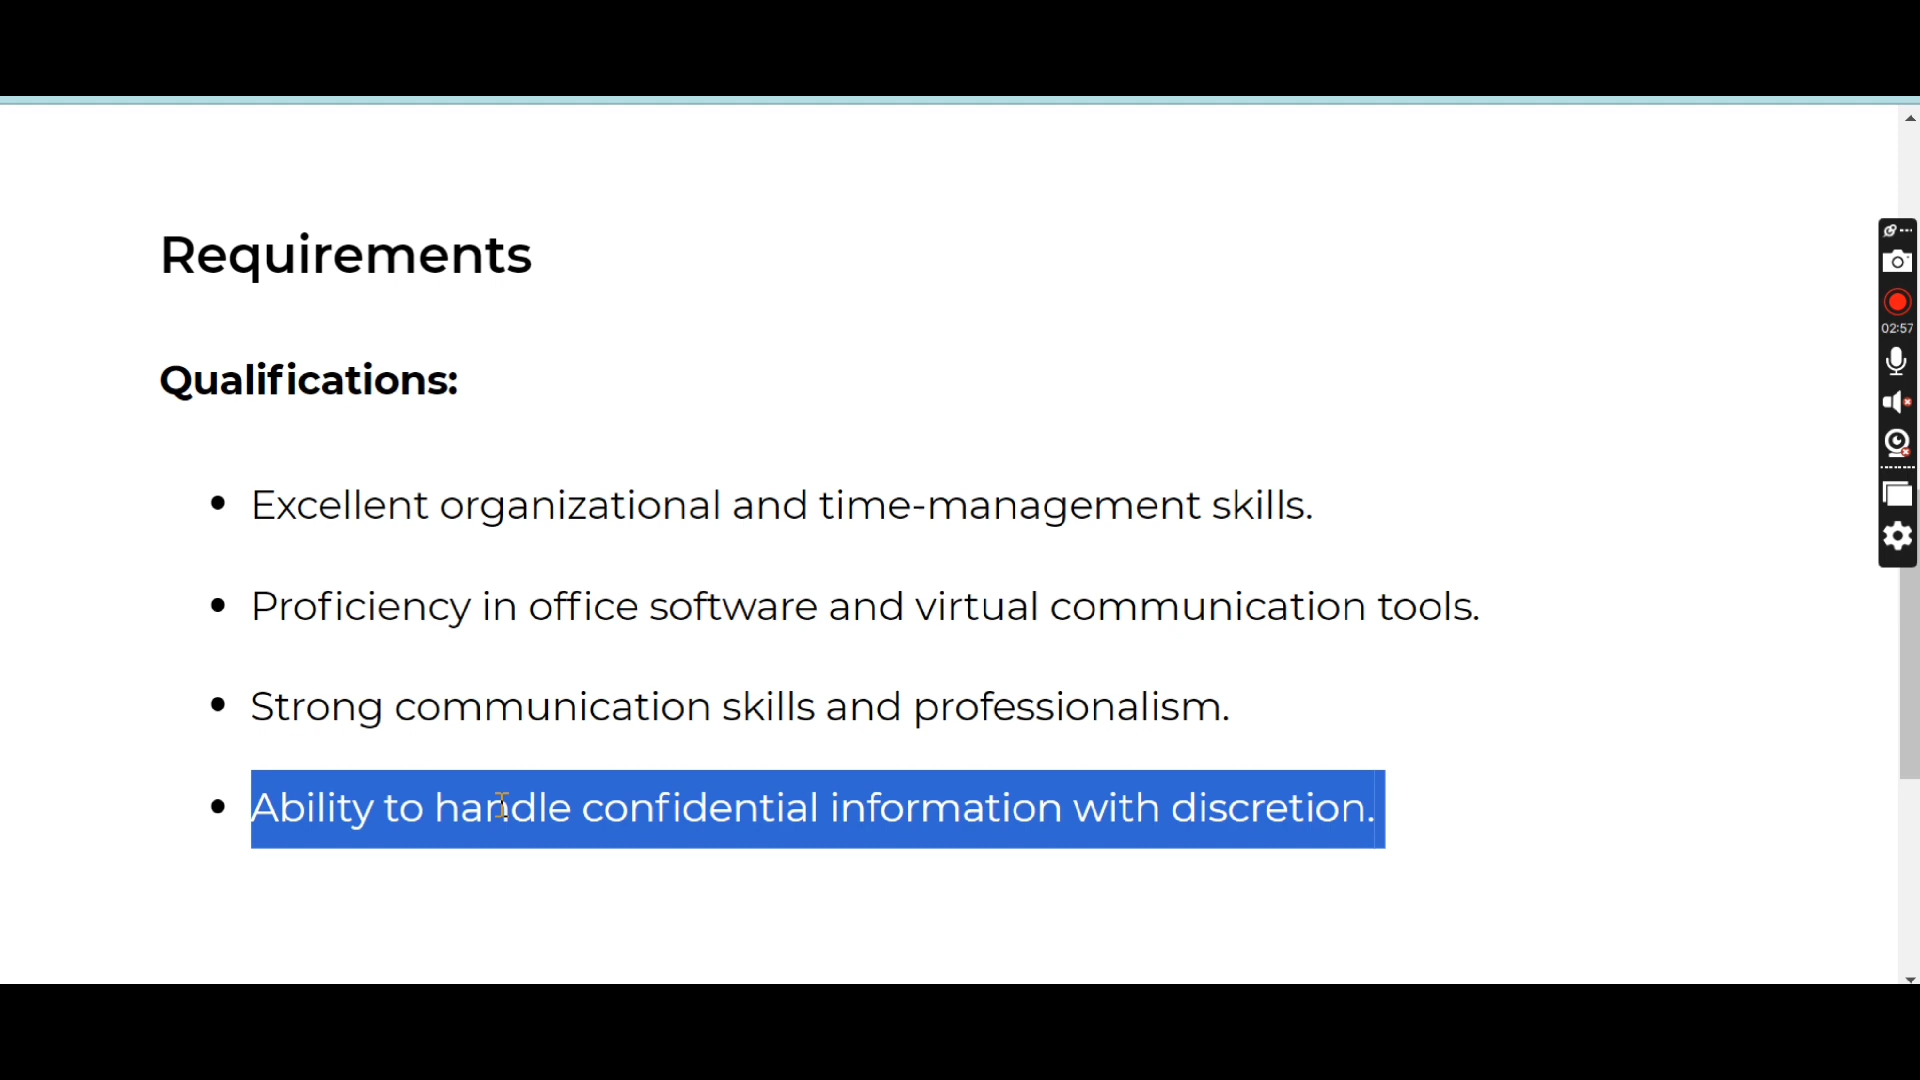 Requirements
Qualifications:
Excellent organizational and time-management skills.
Proficiency in office software and virtual communication tools.
Strong communication skills and professionalism.
Ability to handle confidential information with discretion.
02:57